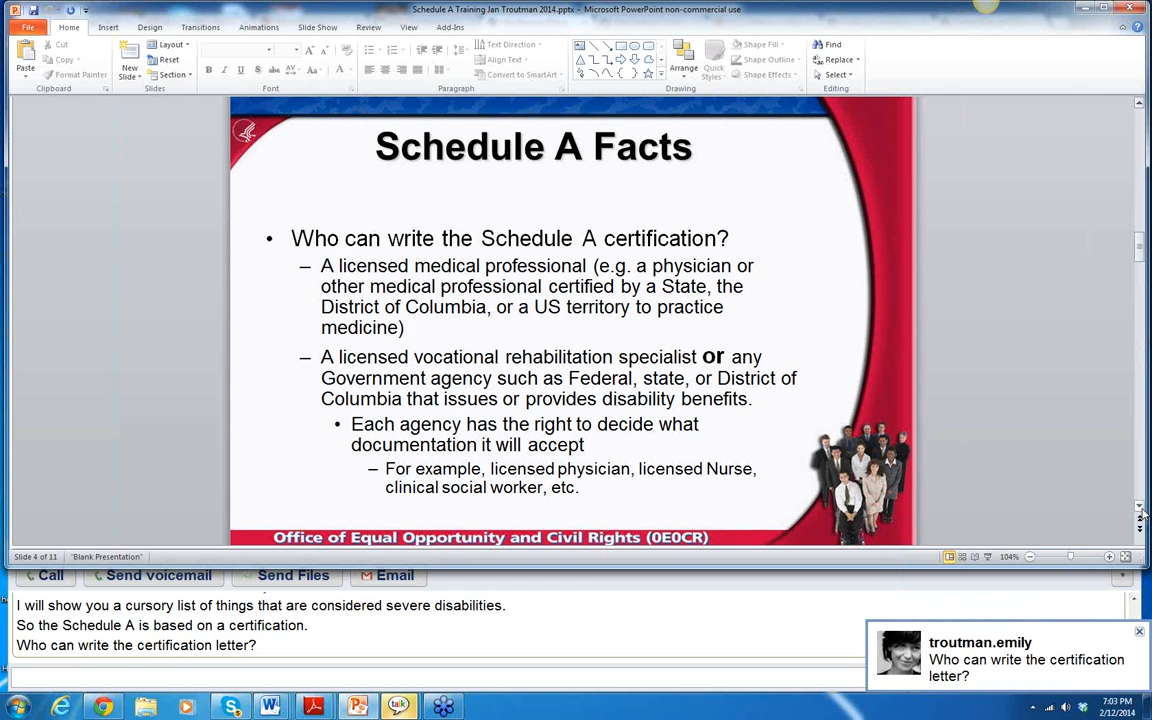 Schedule A Training Jan Troutman 2014.pptx - Microsoft PowerPoint non-commercial use
File Home Insert Design Transitions Animations Slide Show Review View Add-Ins
Paste
Cut
Copy
Format Painter
Clipboard
New
Slide
Layout
Reset
Section
Slides
Font
Text Direction
Align Text
Convert to SmartArt
Paragraph
Arrange
Quick
Styles
Shape Fill
Shape Outline
Shape Effects
Drawing
Find
Replace
Select
Editing
Schedule A Facts
• Who can write the Schedule A certification?
– A licensed medical professional (e.g. a physician or
other medical professional certified by a State, the
District of Columbia, or a US territory to practice
medicine)
– A licensed vocational rehabilitation specialist or any
Government agency such as Federal, state, or District of
Columbia that issues or provides disability benefits.
• Each agency has the right to decide what
documentation it will accept
– For example, licensed physician, licensed Nurse,
clinical social worker, etc.
Office of Equal Opportunity and Civil Rights (0E0CR)
Slide 4 of 11 "Blank Presentation" 104%
Call Send voicemail Send Files Email
I will show you a cursory list of things that are considered severe disabilities.
So the Schedule A is based on a certification.
Who can write the certification letter?
troutman.emily
Who can write the certification
letter?
talk
7:03 PM
2/12/2014